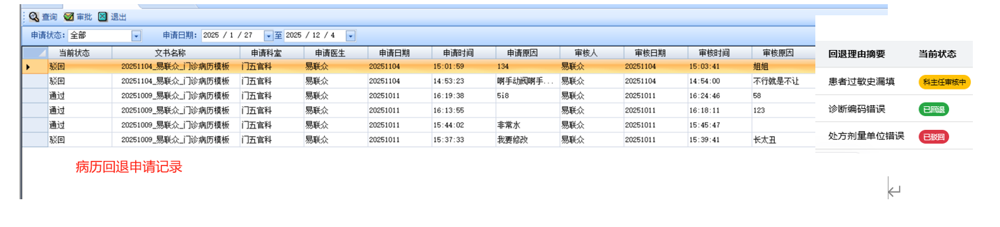 查询 审批 退出
申请状态: 全部 申请日期: 2025 / 1 / 27 至 2025 / 12 / 4
当前状态 文书名称 申请科室 申请医生 申请日期 申请时间 申请原因 审核人 审核日期 审核时间 审核原因
驳回 20251104_易联众_门诊病历模板 门五官科 易联众 20251104 15:01:59 134 易联众 20251104 15:03:41 姐姐
驳回 20251104_易联众_门诊病历模板 门五官科 易联众 20251104 14:53:23 啊手动阀啊手... 易联众 20251104 14:54:00 不行就是不让
通过 20251009_易联众_门诊病历模板 门五官科 易联众 20251011 16:19:38 5i8 易联众 20251011 16:24:46 58
通过 20251009_易联众_门诊病历模板 门五官科 易联众 20251011 16:13:55 易联众 20251011 16:18:11 123
通过 20251009_易联众_门诊病历模板 门五官科 易联众 20251011 15:44:02 非常水 易联众 20251011 15:45:47
驳回 20251009_易联众_门诊病历模板 门五官科 易联众 20251011 15:37:33 我要修改 易联众 20251011 15:39:41 长太丑
病历回退申请记录
回退理由摘要 当前状态
患者过敏史漏填 科主任审核中
诊断编码错误 已回退
处方剂量单位错误 已驳回